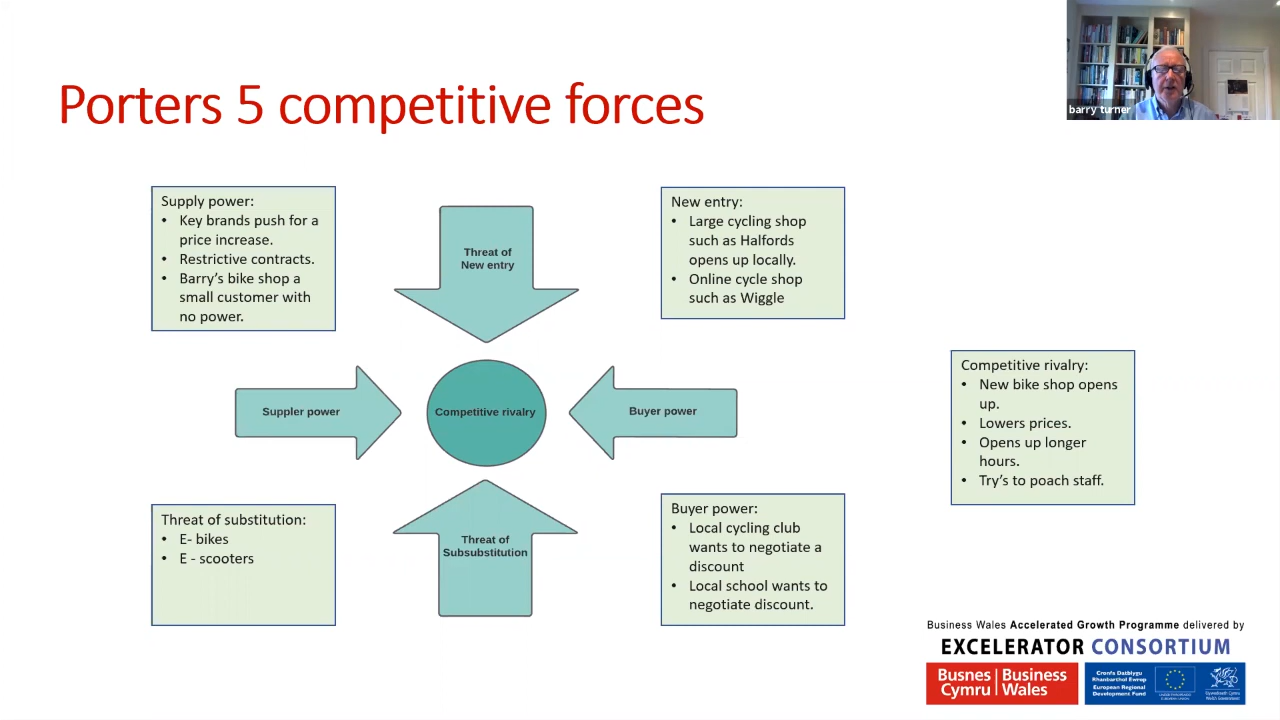 Porters 5 competitive forces
barry turner
Supply power:
• Key brands push for a
price increase.
• Restrictive contracts.
• Barry's bike shop a
small customer with
no power.
Threat of
New entry
New entry:
• Large cycling shop
such as Halfords
opens up locally.
• Online cycle shop
such as Wiggle
Suppler power
Competitive rivalry
Buyer power
Competitive rivalry:
• New bike shop opens
up.
• Lowers prices.
• Opens up longer
hours.
• Try's to poach staff.
Threat of substitution:
• E- bikes
• E - scooters
Threat of
Subsubstitution
Buyer power:
• Local cycling club
wants to negotiate a
discount
• Local school wants to
negotiate discount.
Business Wales Accelerated Growth Programme delivered by
EXCELERATOR CONSORTIUM
Busnes Business
Cymru Wales
Cronfa Datblygu
Rhanbarthol Ewrop
European Regional
Development Fund
Llywodraeth Cymru
Welsh Government